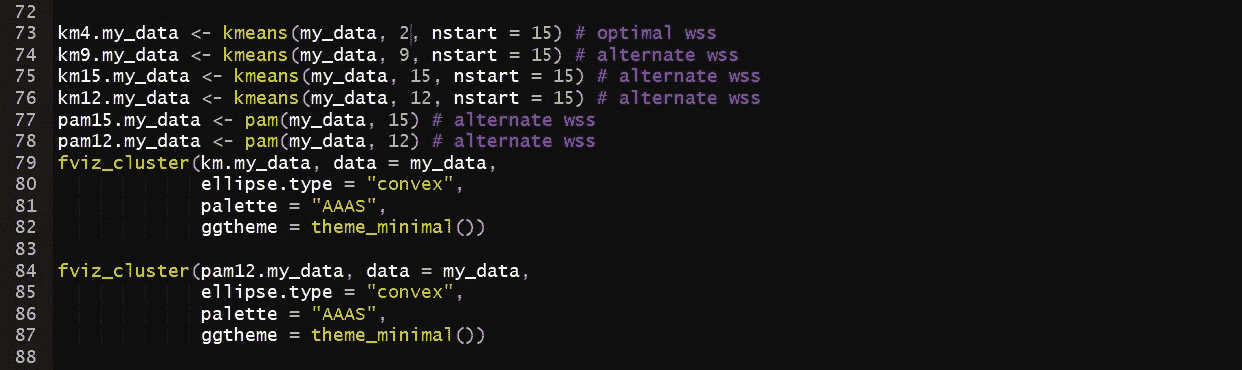 72
73 km4.my_data <- kmeans(my_data, 2, nstart = 15) # optimal wss
74 km9.my_data <- kmeans(my_data, 9, nstart = 15) # alternate wss
75 km15.my_data <- kmeans(my_data, 15, nstart = 15) # alternate wss
76 km12.my_data <- kmeans(my_data, 12, nstart = 15) # alternate wss
77 pam15.my_data <- pam(my_data, 15) # alternate wss
78 pam12.my_data <- pam(my_data, 12) # alternate wss
79 fviz_cluster(km.my_data, data = my_data,
80              ellipse.type = "convex",
81              palette = "AAAS",
82              ggtheme = theme_minimal())
83
84 fviz_cluster(pam12.my_data, data = my_data,
85              ellipse.type = "convex",
86              palette = "AAAS",
87              ggtheme = theme_minimal())
88